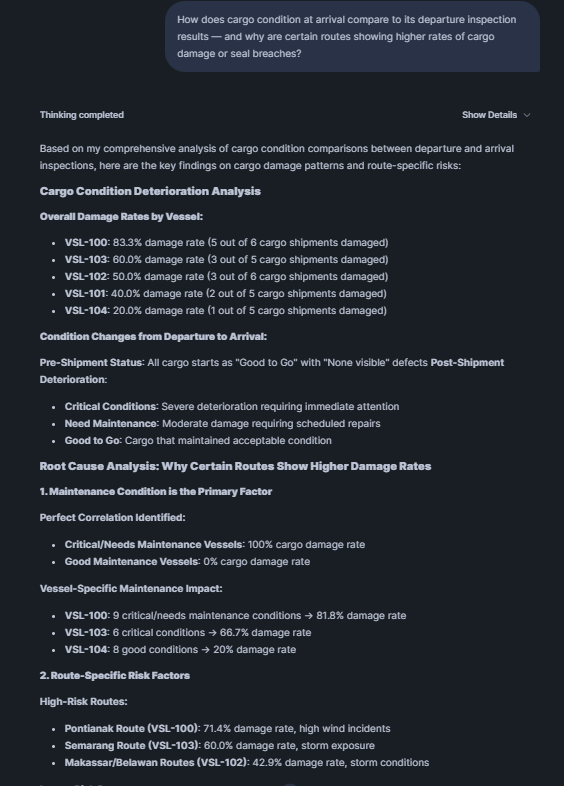 How does cargo condition at arrival compare to its departure inspection
results — and why are certain routes showing higher rates of cargo
damage or seal breaches?
Thinking completed
Show Details
Based on my comprehensive analysis of cargo condition comparisons between departure and arrival
inspections, here are the key findings on cargo damage patterns and route-specific risks:
Cargo Condition Deterioration Analysis
Overall Damage Rates by Vessel:
• VSL-100: 83.3% damage rate (5 out of 6 cargo shipments damaged)
• VSL-103: 60.0% damage rate (3 out of 5 cargo shipments damaged)
• VSL-102: 50.0% damage rate (3 out of 6 cargo shipments damaged)
• VSL-101: 40.0% damage rate (2 out of 5 cargo shipments damaged)
• VSL-104: 20.0% damage rate (1 out of 5 cargo shipments damaged)
Condition Changes from Departure to Arrival:
Pre-Shipment Status: All cargo starts as "Good to Go" with "None visible" defects Post-Shipment
Deterioration:
• Critical Conditions: Severe deterioration requiring immediate attention
• Need Maintenance: Moderate damage requiring scheduled repairs
• Good to Go: Cargo that maintained acceptable condition
Root Cause Analysis: Why Certain Routes Show Higher Damage Rates
1. Maintenance Condition is the Primary Factor
Perfect Correlation Identified:
• Critical/Needs Maintenance Vessels: 100% cargo damage rate
• Good Maintenance Vessels: 0% cargo damage rate
Vessel-Specific Maintenance Impact:
• VSL-100: 9 critical/needs maintenance conditions → 81.8% damage rate
• VSL-103: 6 critical conditions → 66.7% damage rate
• VSL-104: 8 good conditions → 20% damage rate
2. Route-Specific Risk Factors
High-Risk Routes:
• Pontianak Route (VSL-100): 71.4% damage rate, high wind incidents
• Semarang Route (VSL-103): 60.0% damage rate, storm exposure
• Makassar/Belawan Routes (VSL-102): 42.9% damage rate, storm conditions